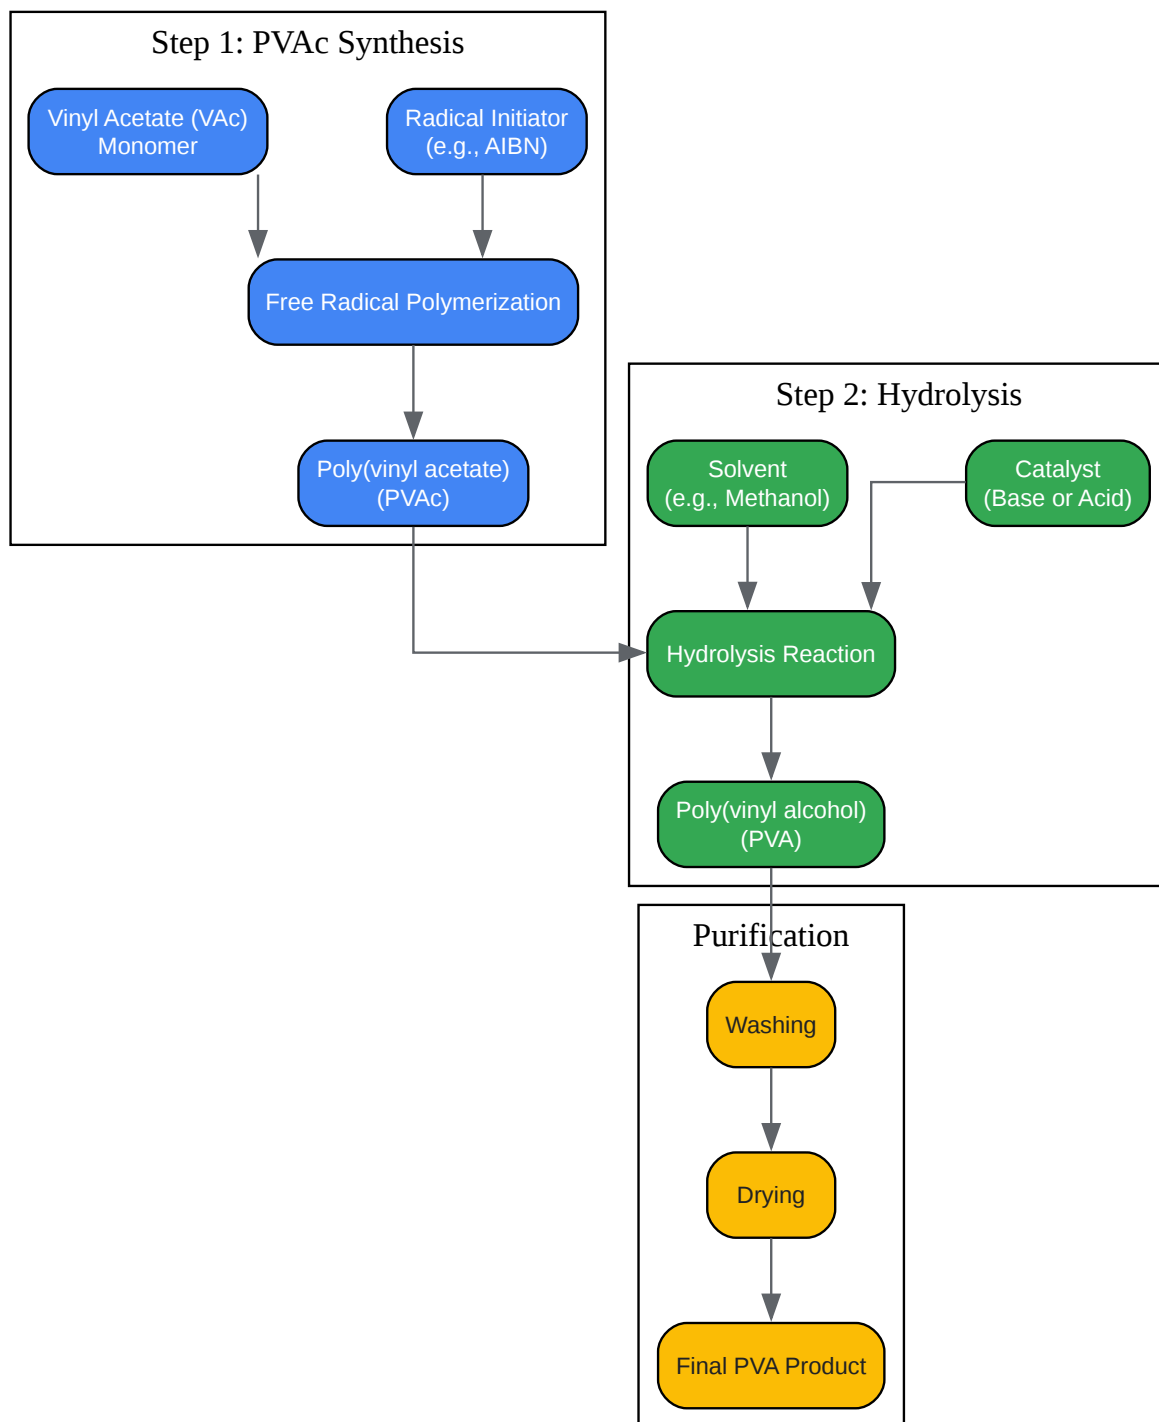 Step 1: PVAc Synthesis
Vinyl Acetate (VAc)
Monomer
Radical Initiator
(e.g., AIBN)
Free Radical Polymerization
Poly(vinyl acetate)
(PVAc)
Step 2: Hydrolysis
Solvent
(e.g., Methanol)
Catalyst
(Base or Acid)
Hydrolysis Reaction
Poly(vinyl alcohol)
(PVA)
Purification
Washing
Drying
Final PVA Product